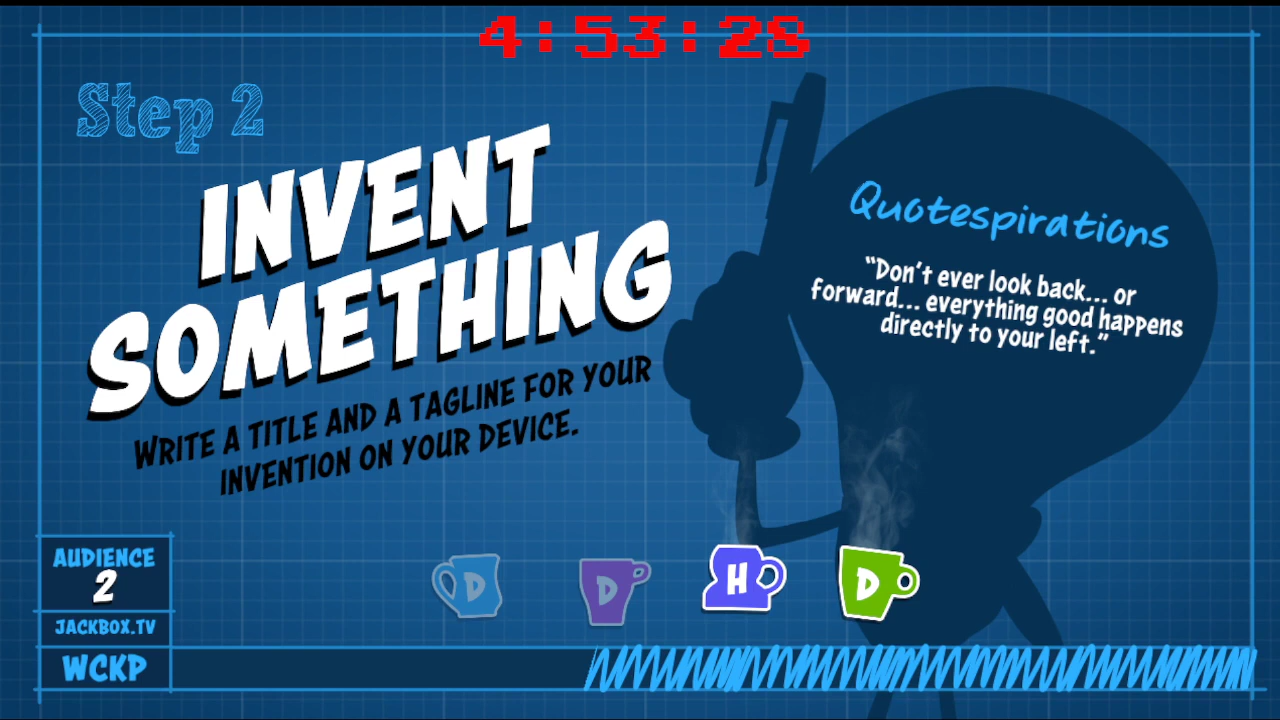 4:53:28
Step 2
INVENT
SOMETHING
WRITE A TITLE AND A TAGLINE FOR YOUR
INVENTION ON YOUR DEVICE.
Quotespirations
“Don’t ever look back... or
forward... everything good happens
directly to your left.”
AUDIENCE
2
JACKBOX.TV
WCKP
D
D
H
D